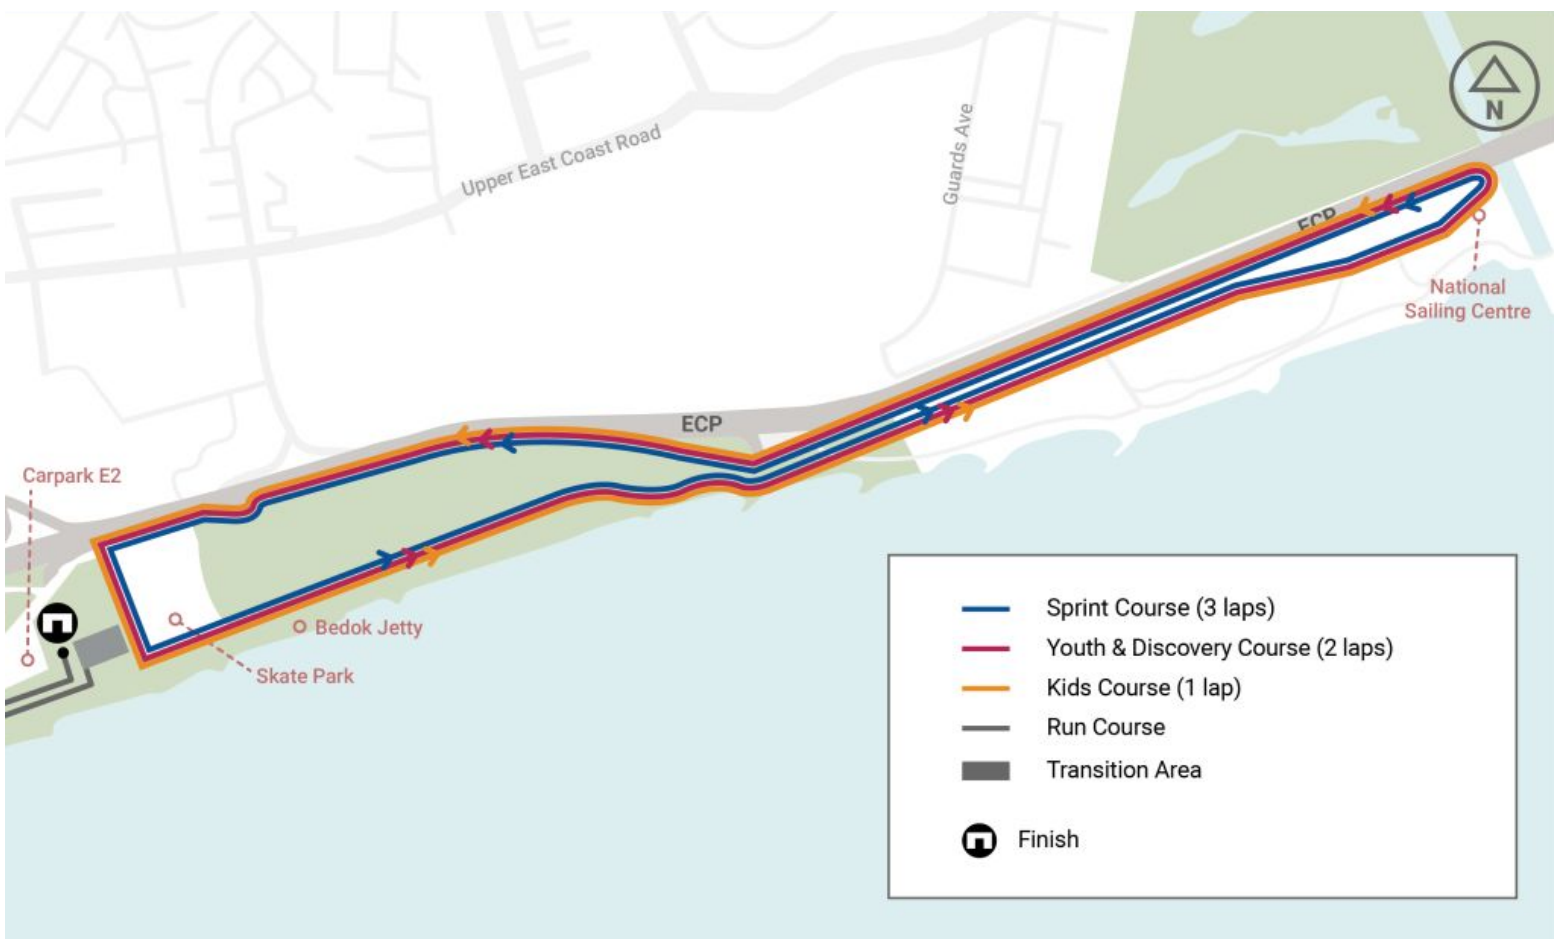 N
Upper East Coast Road
Guards Ave
ECP
National
Sailing Centre
ECP
Carpark E2
Bedok Jetty
Skate Park
Sprint Course (3 laps)
Youth & Discovery Course (2 laps)
Kids Course (1 lap)
Run Course
Transition Area
Finish